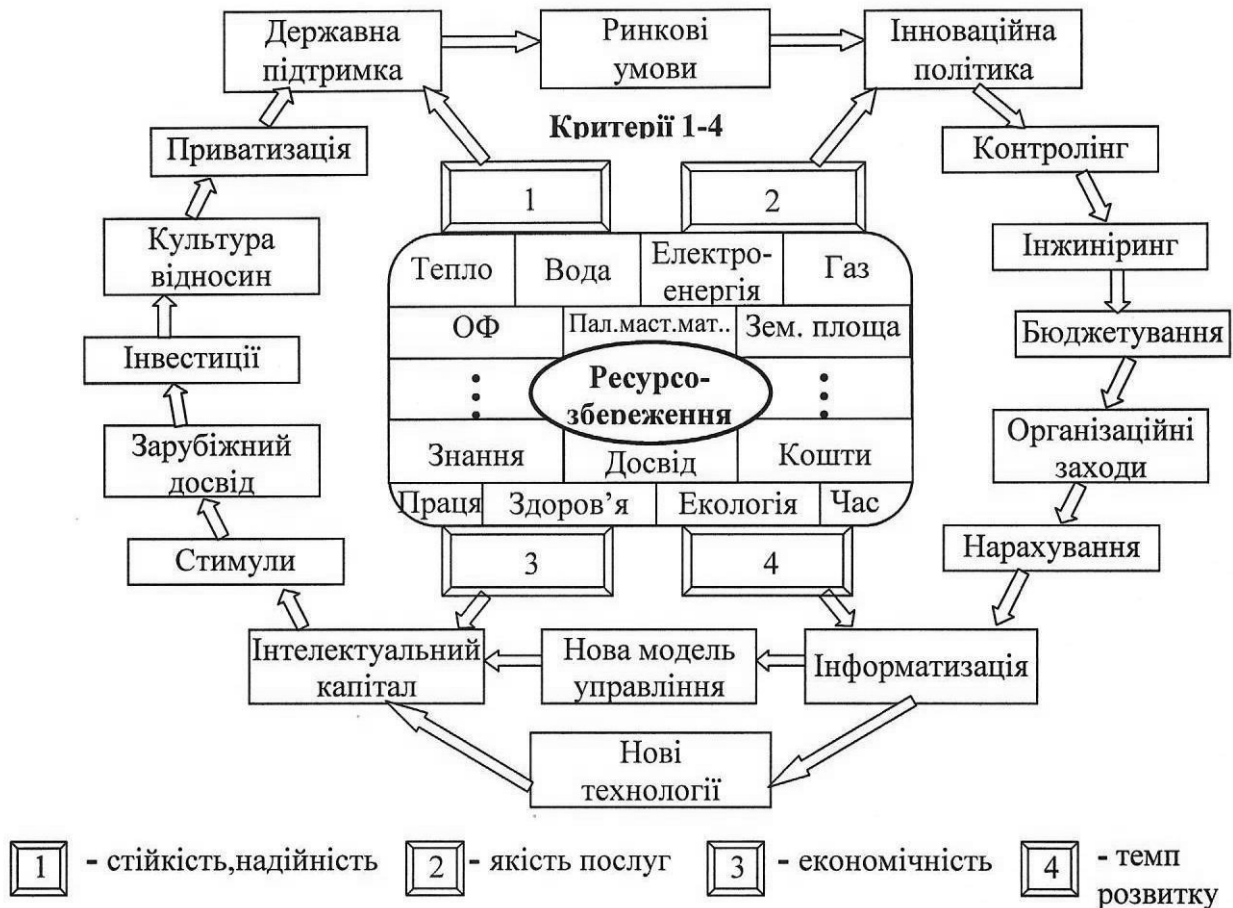 Державна
підтримка
Ринкові
умови
Інноваційна
політика
Критерії 1-4
Приватизація
Контролінг
1
2
Культура
відносин
Інжиніринг
Тепло
Вода
Електро-
енергія
Газ
ОФ
Пал.маст.мат..
Зем. площа
Інвестиції
Бюджетування
Ресурсо-
збереження
Зарубіжний
досвід
Організаційні
заходи
Знання
Досвід
Кошти
Праця
Здоров’я
Екологія
Час
Стимули
Нарахування
3
4
Інтелектуальний
капітал
Нова модель
управління
Інформатизація
Нові
технології
1 - стійкість,надійність
2 - якість послуг
3 - економічність
4 - темп
розвитку